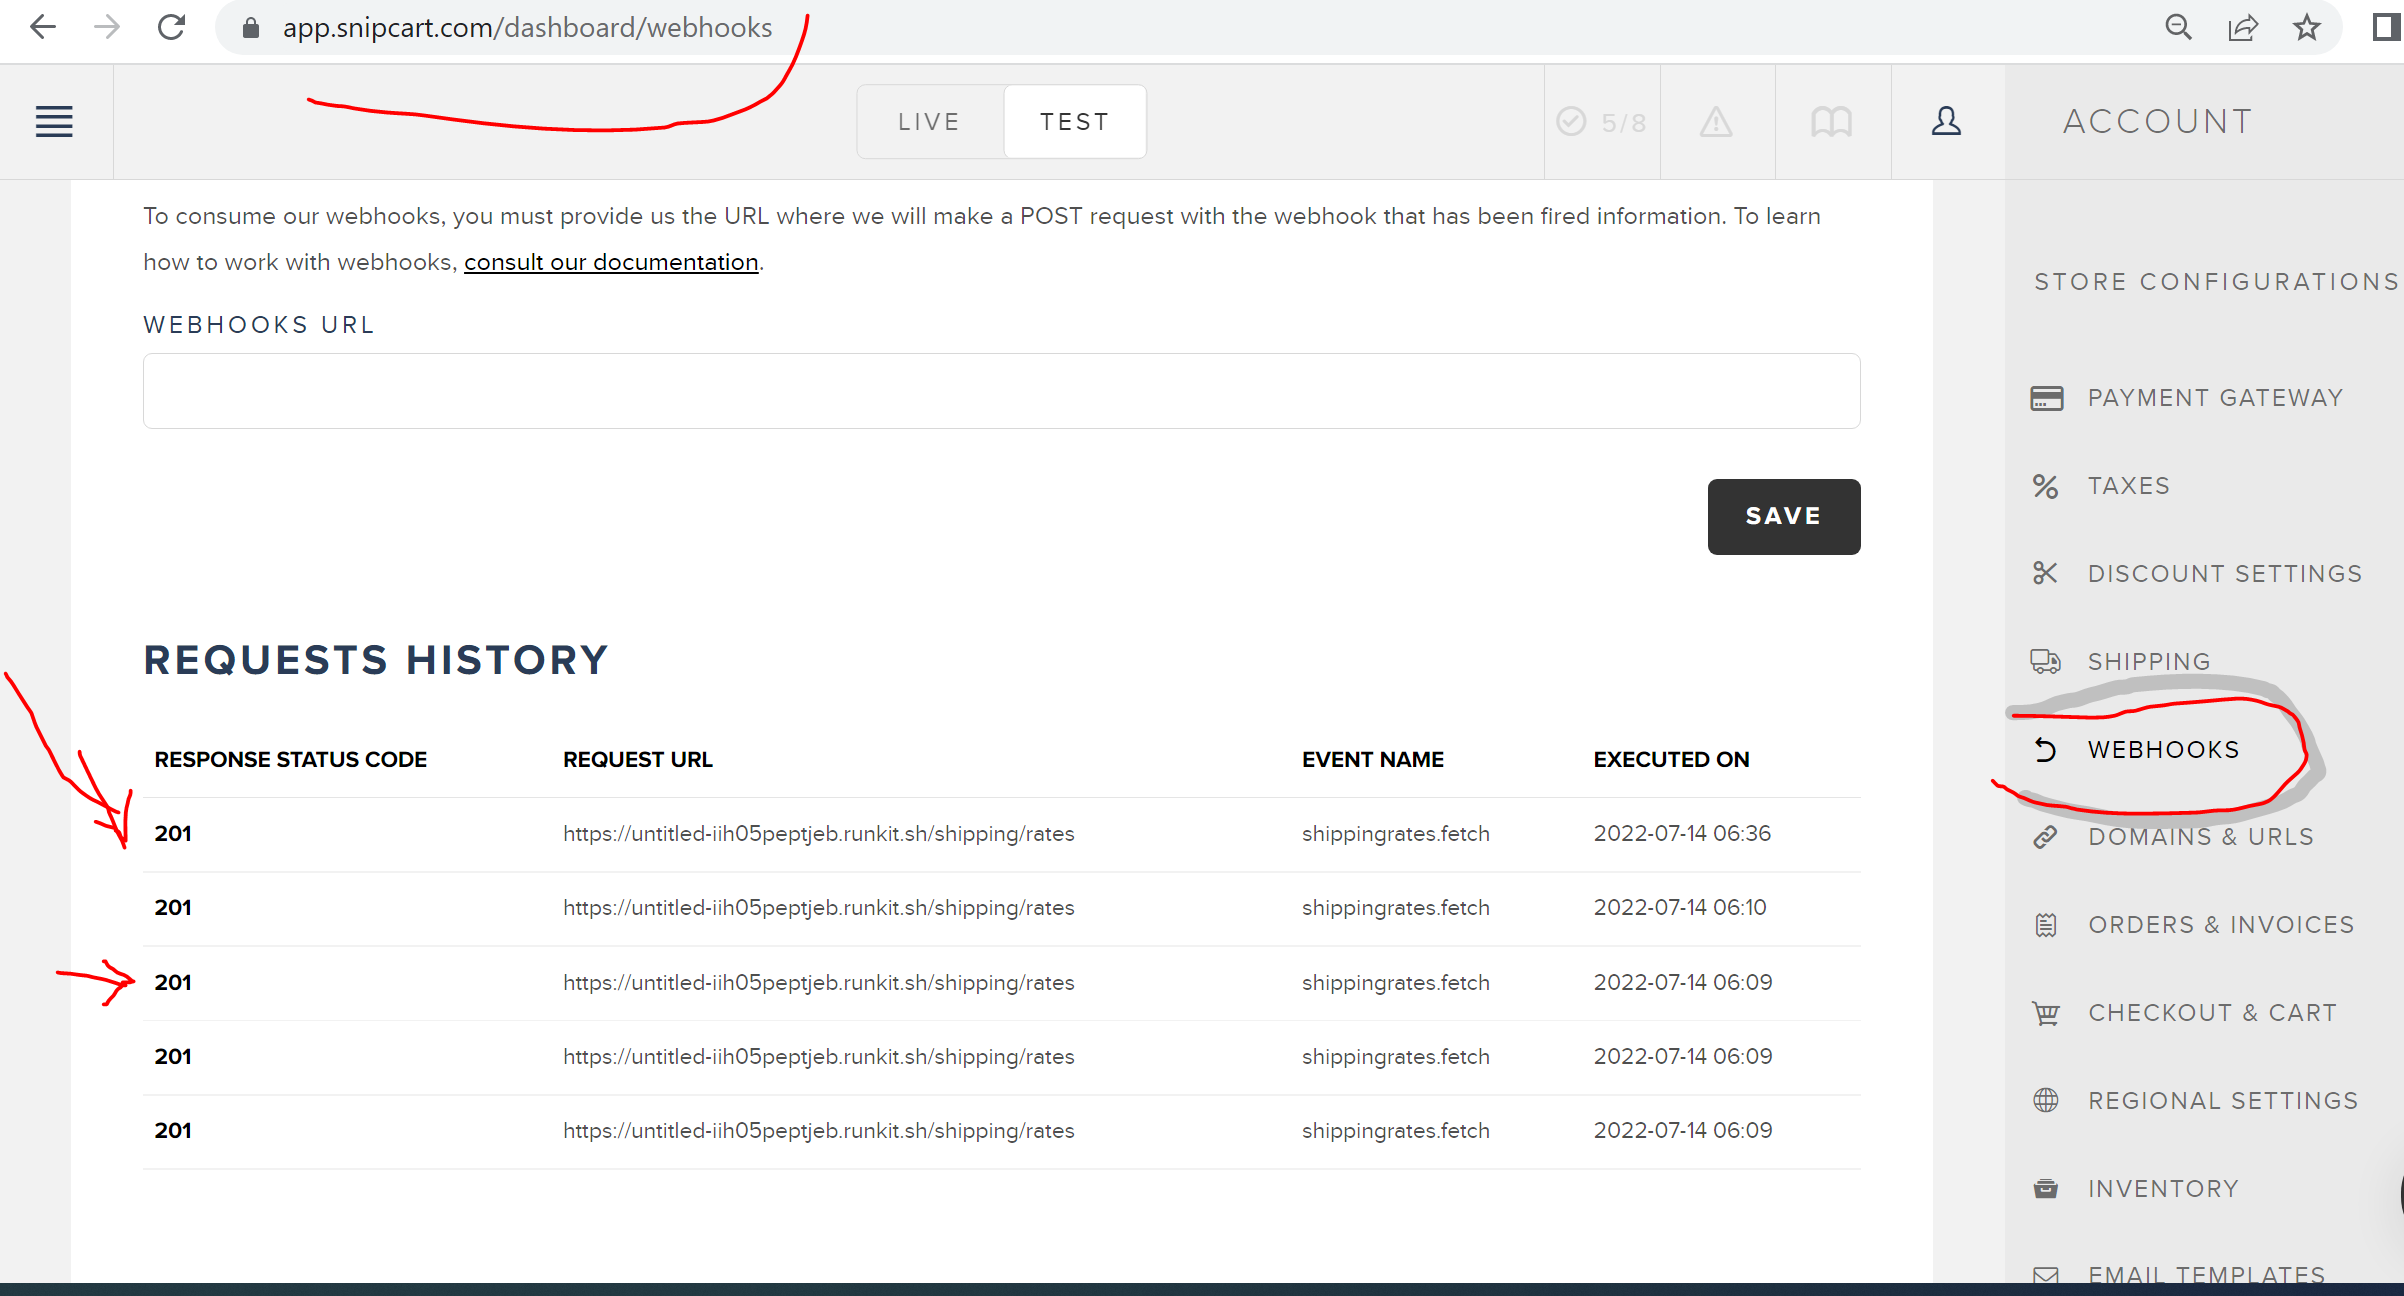 app.snipcart.com/dashboard/webhooks
LIVE TEST 5/8 ACCOUNT
To consume our webhooks, you must provide us the URL where we will make a POST request with the webhook that has been fired information. To learn
how to work with webhooks, consult our documentation.
WEBHOOKS URL
SAVE
REQUESTS HISTORY
RESPONSE STATUS CODE REQUEST URL EVENT NAME EXECUTED ON
201 https://untitled-iih05peptjeb.runkit.sh/shipping/rates shippingrates.fetch 2022-07-14 06:36
201 https://untitled-iih05peptjeb.runkit.sh/shipping/rates shippingrates.fetch 2022-07-14 06:10
201 https://untitled-iih05peptjeb.runkit.sh/shipping/rates shippingrates.fetch 2022-07-14 06:09
201 https://untitled-iih05peptjeb.runkit.sh/shipping/rates shippingrates.fetch 2022-07-14 06:09
201 https://untitled-iih05peptjeb.runkit.sh/shipping/rates shippingrates.fetch 2022-07-14 06:09
STORE CONFIGURATIONS
PAYMENT GATEWAY
TAXES
DISCOUNT SETTINGS
SHIPPING
WEBHOOKS
DOMAINS & URLS
ORDERS & INVOICES
CHECKOUT & CART
REGIONAL SETTINGS
INVENTORY
EMAIL TEMPLATES